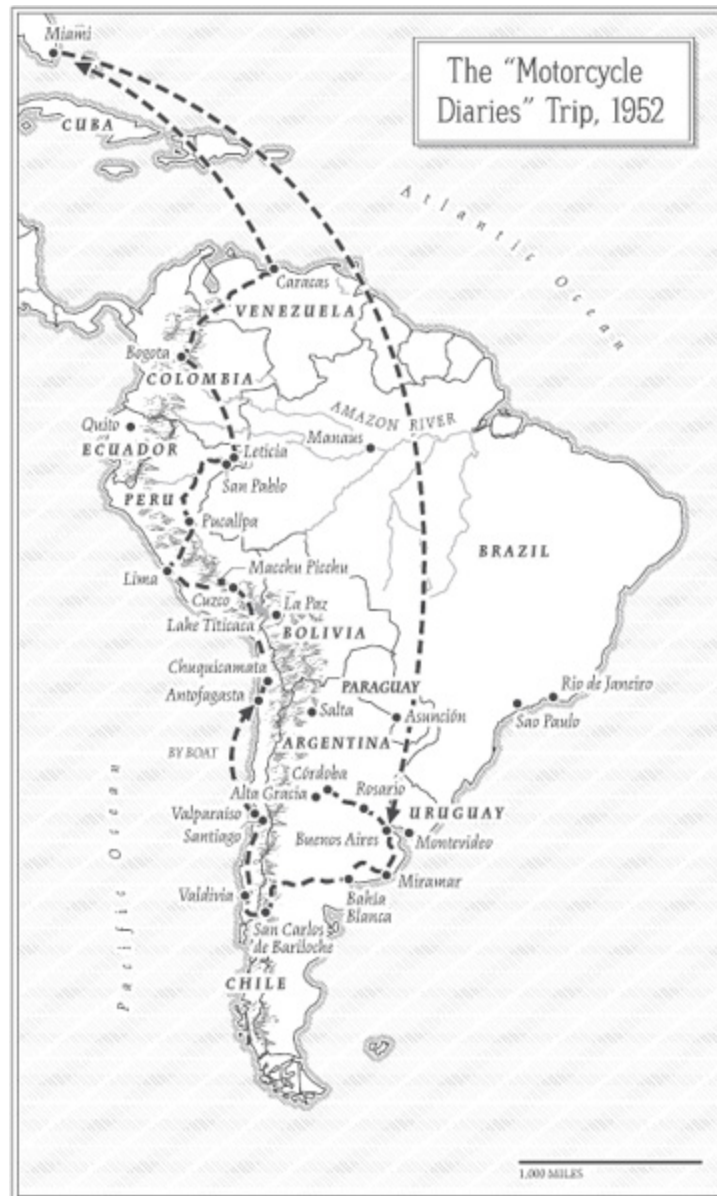 Miami
The “Motorcycle
Diaries” Trip, 1952
CUBA
Atlantic Ocean
Caracas
VENEZUELA
Bogota
COLOMBIA
AMAZON RIVER
Quito
Manaus
ECUADOR
Leticia
San Pablo
PERU
Pucallpa
BRAZIL
Lima
Macchu Picchu
Cuzco
La Paz
Lake Titicaca
BOLIVIA
Chuquicamata
PARAGUAY
Rio de Janeiro
Antofagasta
Salta
Asunción
Sao Paulo
ARGENTINA
BY BOAT
Córdoba
Alta Gracia
Rosario
URUGUAY
Valparaíso
Santiago
Buenos Aires
Montevideo
Pacific Ocean
Miramar
Valdivia
Bahía
Blanca
San Carlos
de Bariloche
CHILE
1,000 MILES